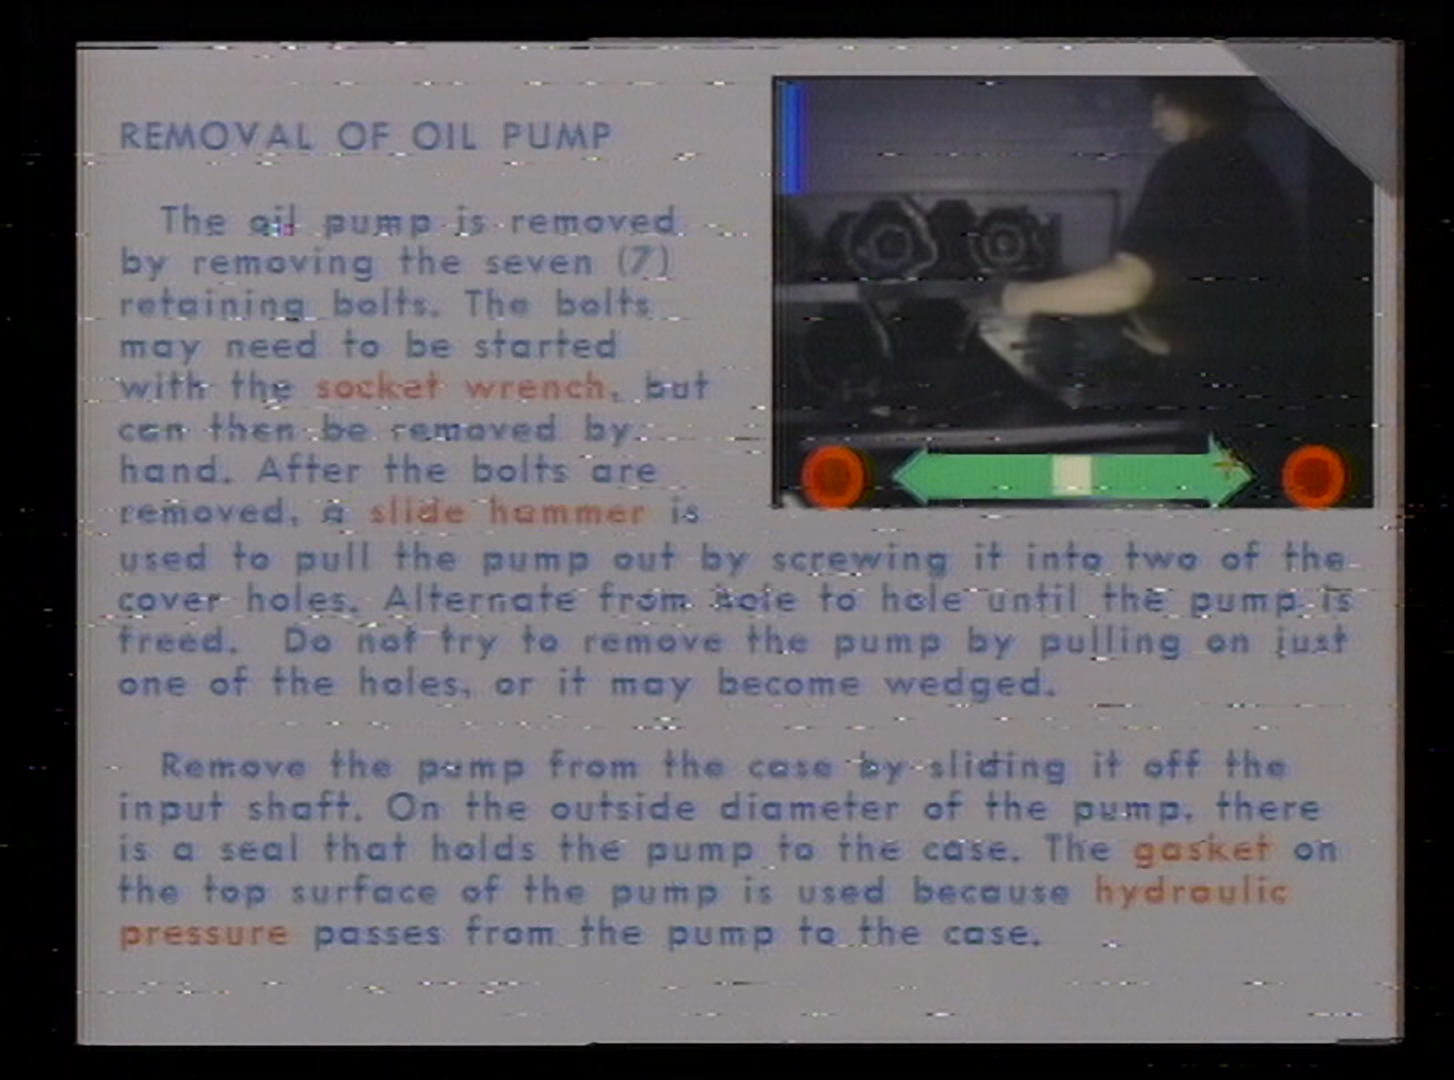 REMOVAL OF OIL PUMP
The oil pump is removed
by removing the seven (7)
retaining bolts. The bolts
may need to be started
with the socket wrench, but
can then be removed by
hand. After the bolts are
removed, a slide hammer is
used to pull the pump out by screwing it into two of the
cover holes. Alternate from hole to hole until the pump is
freed. Do not try to remove the pump by pulling on just
one of the holes, or it may become wedged.
Remove the pump from the case by sliding it off the
input shaft. On the outside diameter of the pump, there
is a seal that holds the pump to the case. The gasket on
the top surface of the pump is used because hydraulic
pressure passes from the pump to the case.